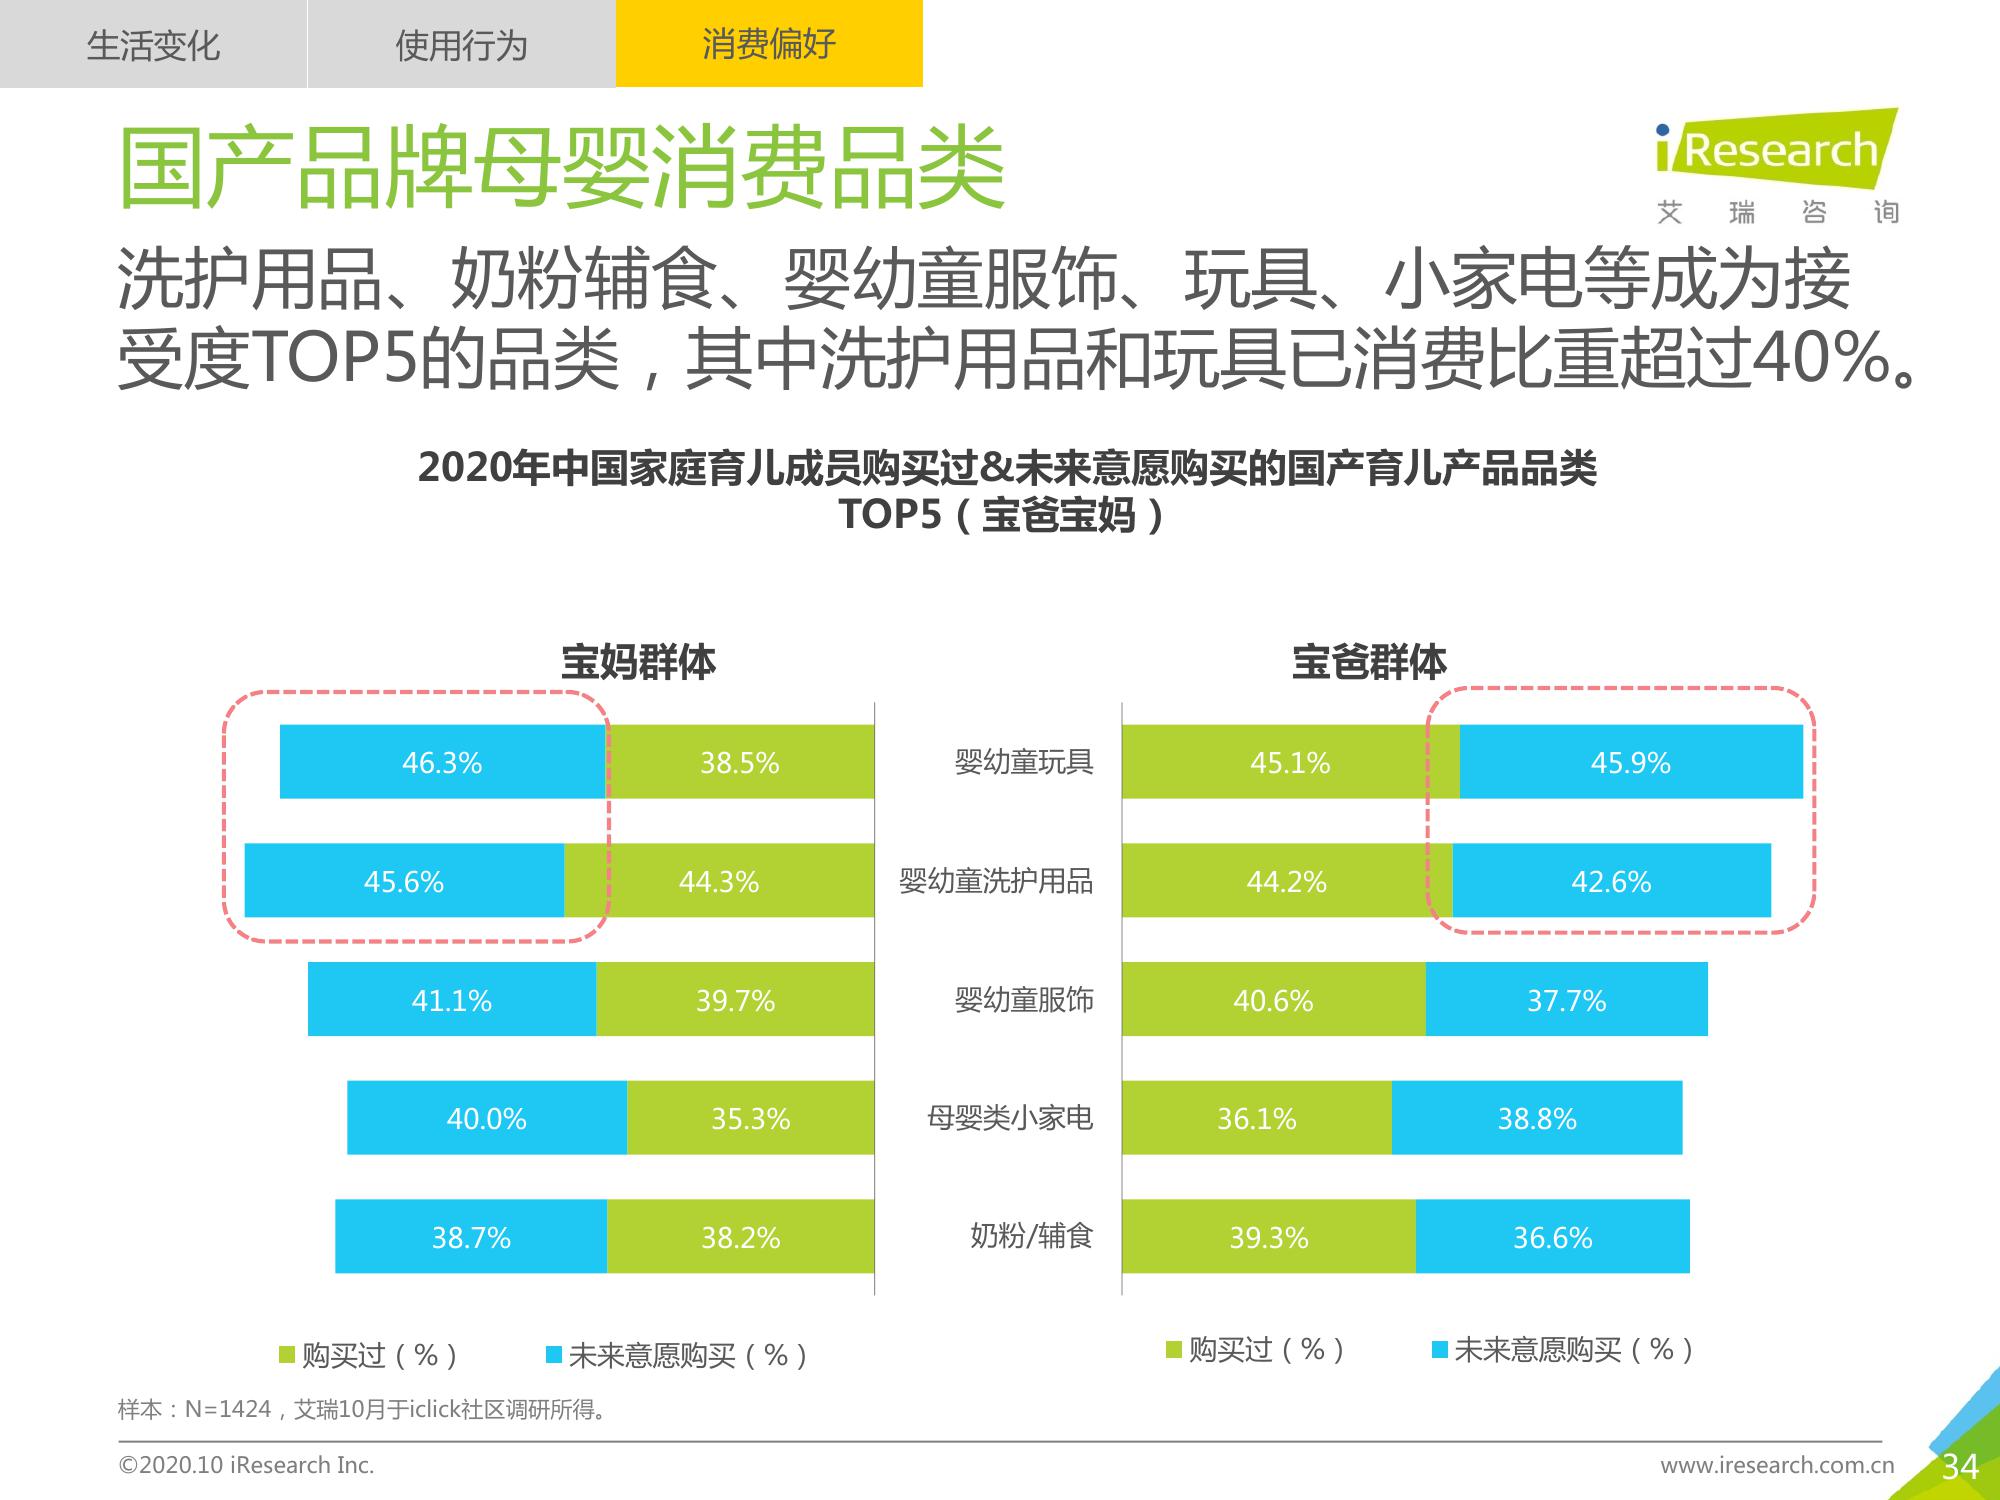 生活变化
使用行为
消费偏好
国产品牌母婴消费品类
iResearch
艾瑞咨询
洗护用品、奶粉辅食、婴幼童服饰、玩具、小家电等成为接
受度TOP5的品类，其中洗护用品和玩具已消费比重超过40%。
2020年中国家庭育儿成员购买过&未来意愿购买的国产育儿产品品类
TOP5（宝爸宝妈）
宝妈群体
宝爸群体
46.3% 38.5% 婴幼童玩具 45.1% 45.9%
45.6% 44.3% 婴幼童洗护用品 44.2% 42.6%
41.1% 39.7% 婴幼童服饰 40.6% 37.7%
40.0% 35.3% 母婴类小家电 36.1% 38.8%
38.7% 38.2% 奶粉/辅食 39.3% 36.6%
购买过（%） 未来意愿购买（%）
购买过（%） 未来意愿购买（%）
样本：N=1424，艾瑞10月于iclick社区调研所得。
©2020.10 iResearch Inc.
www.iresearch.com.cn
34